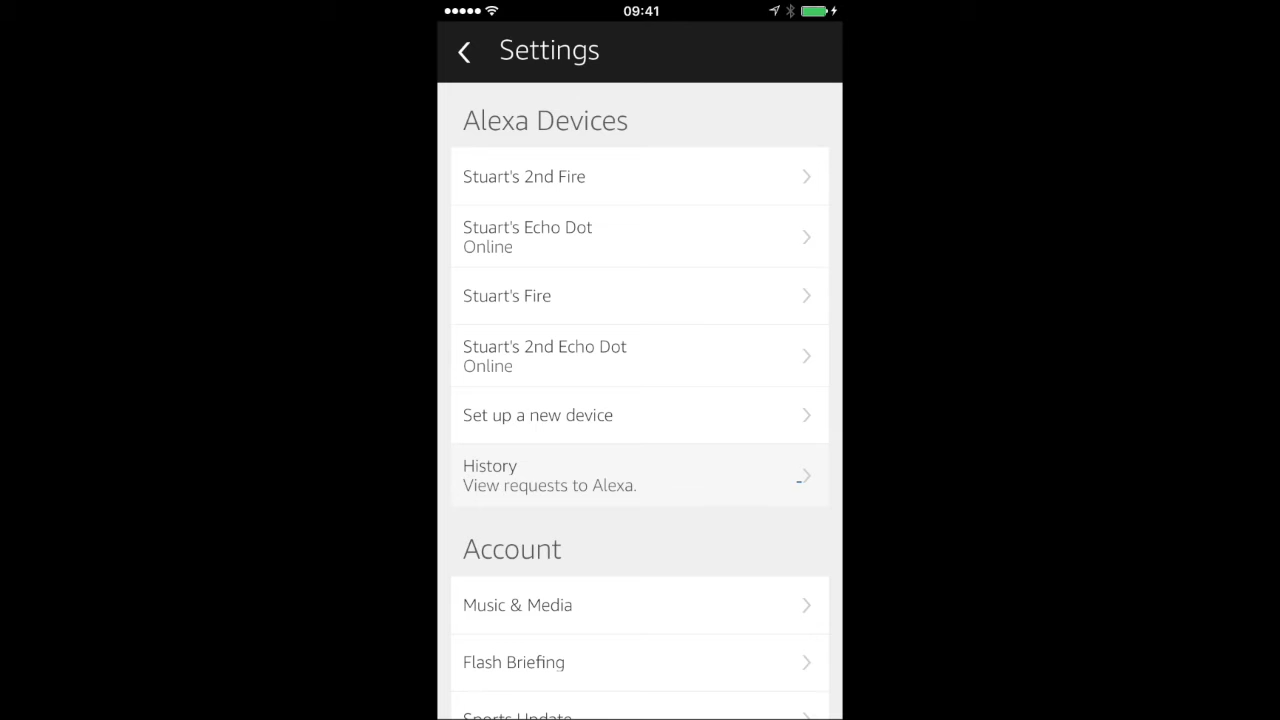 09:41
Settings
Alexa Devices
Stuart's 2nd Fire
Stuart's Echo Dot
Online
Stuart's Fire
Stuart's 2nd Echo Dot
Online
Set up a new device
History
View requests to Alexa.
Account
Music & Media
Flash Briefing
Sports Update